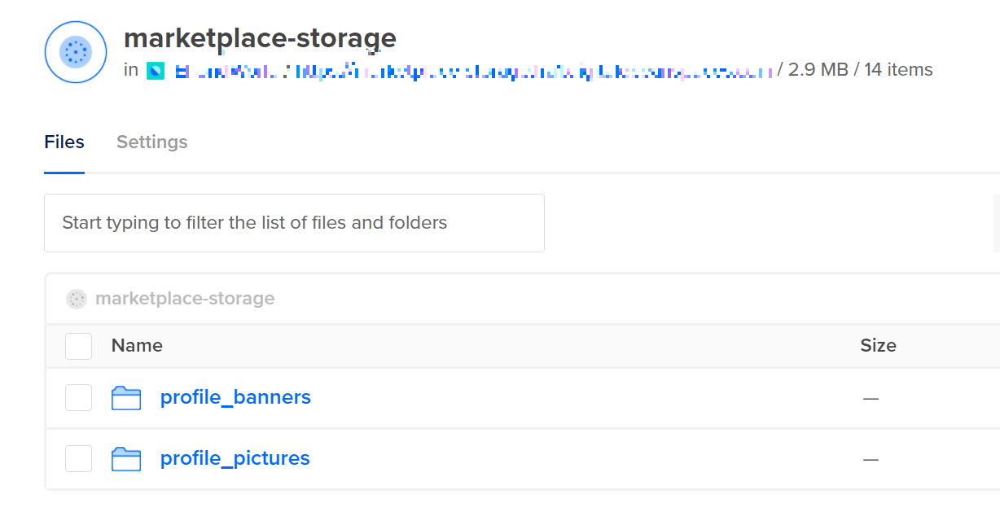 marketplace-storage
in / 2.9 MB / 14 items
Files Settings
Start typing to filter the list of files and folders
marketplace-storage
Name Size
profile_banners —
profile_pictures —